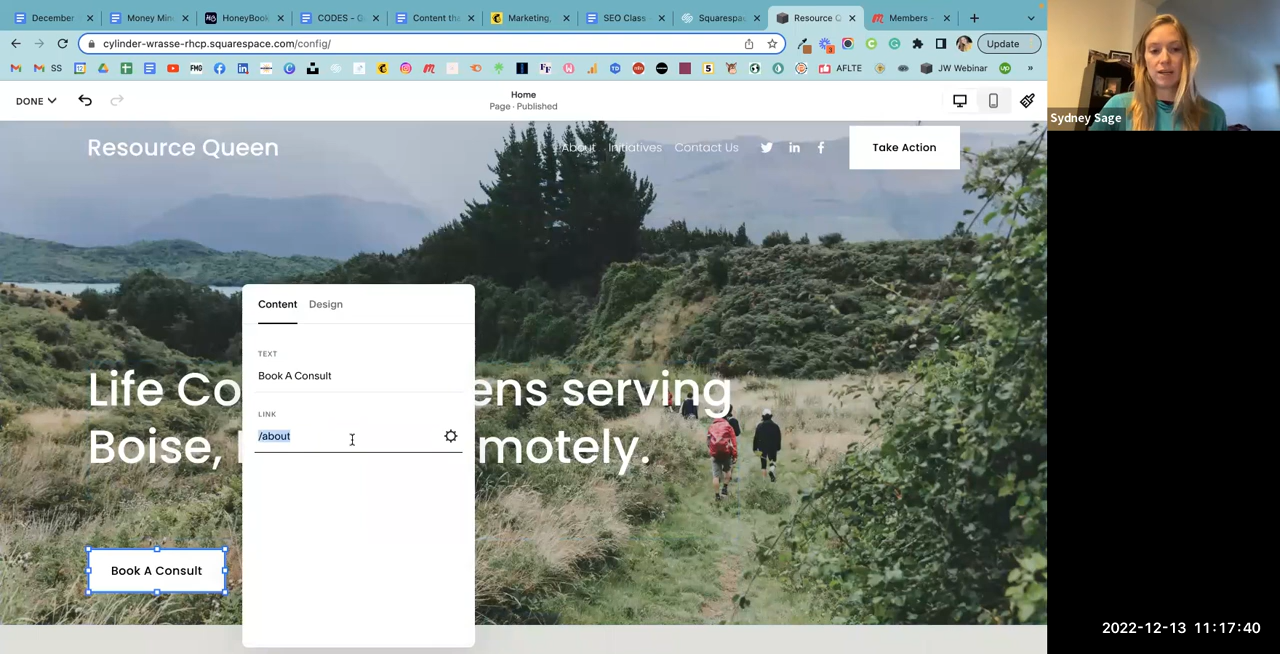 December
Money Min
HoneyBook
CODES - G
Content th
Marketing,
SEO Class
Squarespac
Resource Q
Members -
cylinder-wrasse-rhcp.squarespace.com/config/
Update
SS
FMG
AFLTE
JW Webinar
»
DONE
Home
Page · Published
Resource Queen
About
Initiatives
Contact Us
Take Action
Content
Design
TEXT
Book A Consult
LINK
/about
Life Co
ens serving
Boise,
motely.
Book A Consult
Sydney Sage
2022-12-13 11:17:40